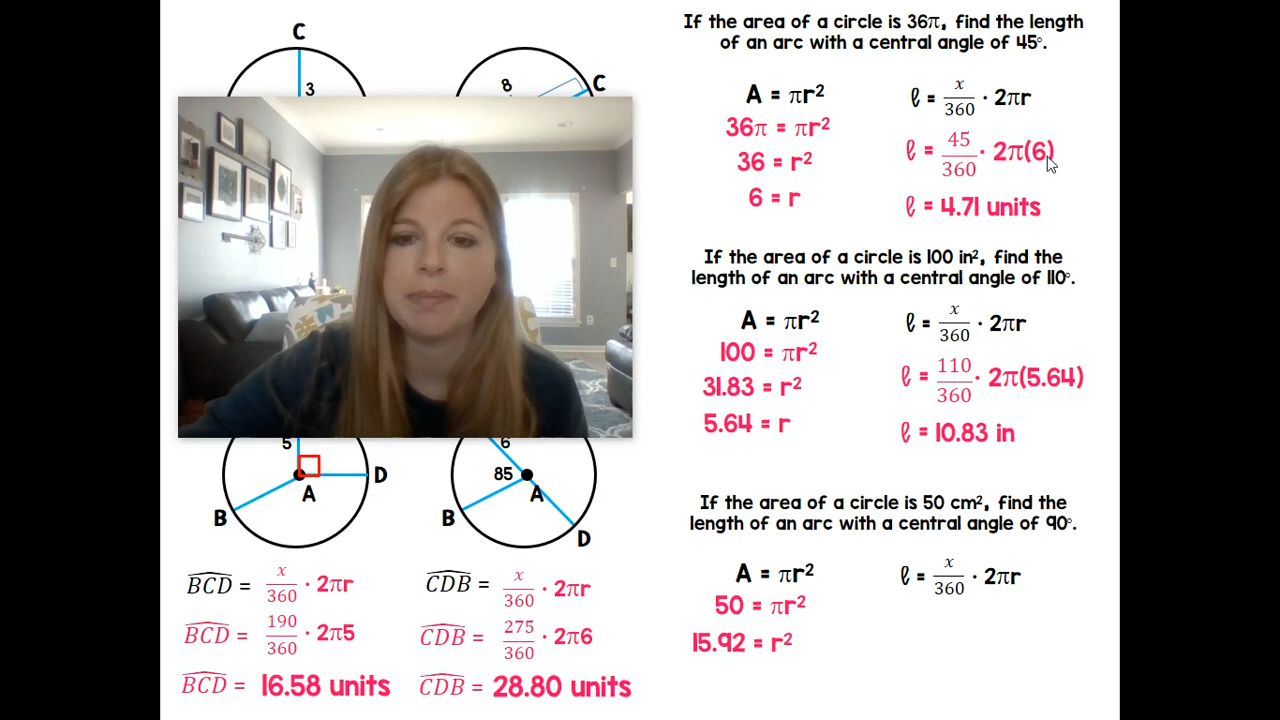 C
3
8
C
5
A
D
B
6
85
A
B
D
BCD = x/360 · 2πr
BCD = 190/360 · 2π5
BCD = 16.58 units
CDB = x/360 · 2πr
CDB = 275/360 · 2π6
CDB = 28.80 units
If the area of a circle is 36π, find the length
of an arc with a central angle of 45°.
A = πr²
36π = πr²
36 = r²
6 = r
ℓ = x/360 · 2πr
ℓ = 45/360 · 2π(6)
ℓ = 4.71 units
If the area of a circle is 100 in², find the
length of an arc with a central angle of 110°.
A = πr²
100 = πr²
31.83 = r²
5.64 = r
ℓ = x/360 · 2πr
ℓ = 110/360 · 2π(5.64)
ℓ = 10.83 in
If the area of a circle is 50 cm², find the
length of an arc with a central angle of 90°.
A = πr²
50 = πr²
15.92 = r²
ℓ = x/360 · 2πr